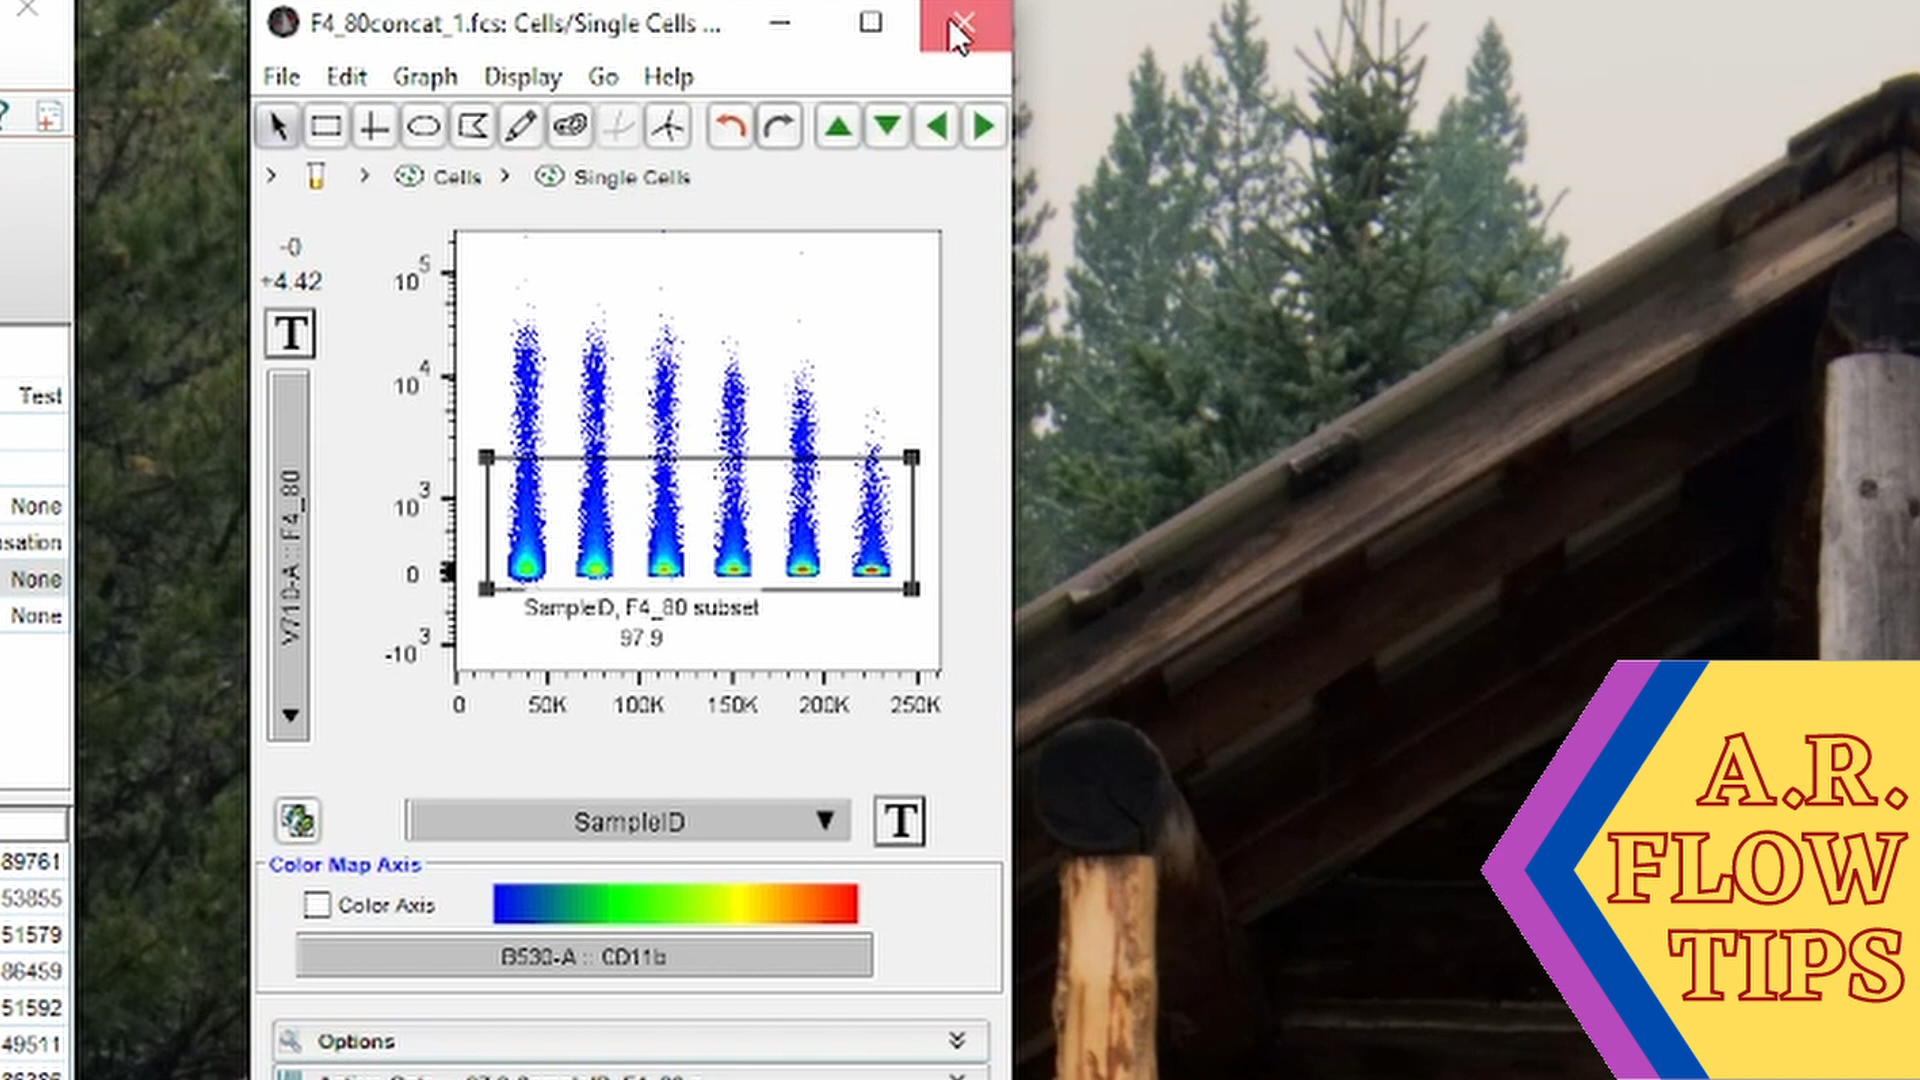 F4_80concat_1.fcs: Cells/Single Cells ...
File Edit Graph Display Go Help
Cells
Single Cells
-0
+4.42
T
V710-A :: F4_80
10^5
10^4
10^3
0
-10^3
SampleID, F4_80 subset
97.9
0 50K 100K 150K 200K 250K
SampleID
T
Color Map Axis
Color Axis
B530-A :: CD11b
Options
Test
None
None
None
89761
53855
51579
86459
51592
49511
A.R.
FLOW
TIPS